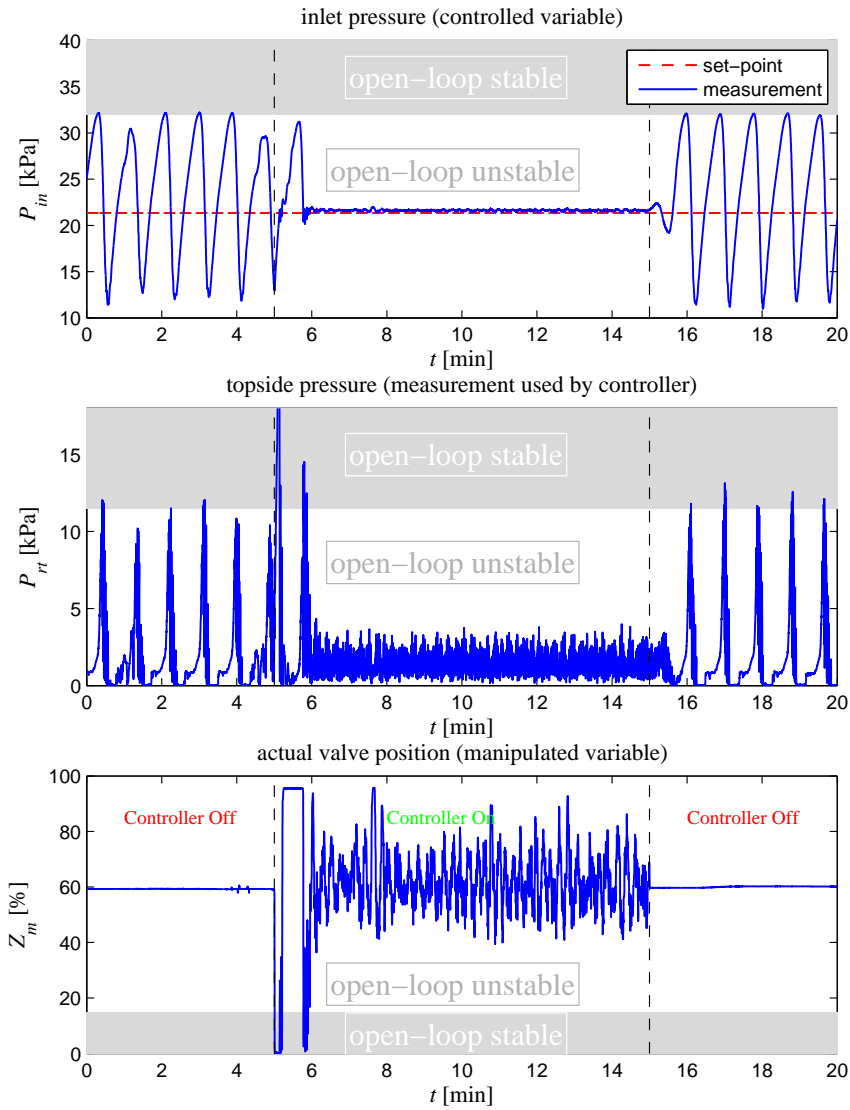 inlet pressure (controlled variable)
40
35
30
25
20
15
10
P_in [kPa]
open−loop stable
set−point
measurement
open−loop unstable
0 2 4 6 8 10 12 14 16 18 20
t [min]
topside pressure (measurement used by controller)
15
10
5
0
P_rt [kPa]
open−loop stable
open−loop unstable
0 2 4 6 8 10 12 14 16 18 20
t [min]
actual valve position (manipulated variable)
100
80
60
40
20
0
Z_m [%]
Controller Off Controller On Controller Off
open−loop unstable
open−loop stable
0 2 4 6 8 10 12 14 16 18 20
t [min]